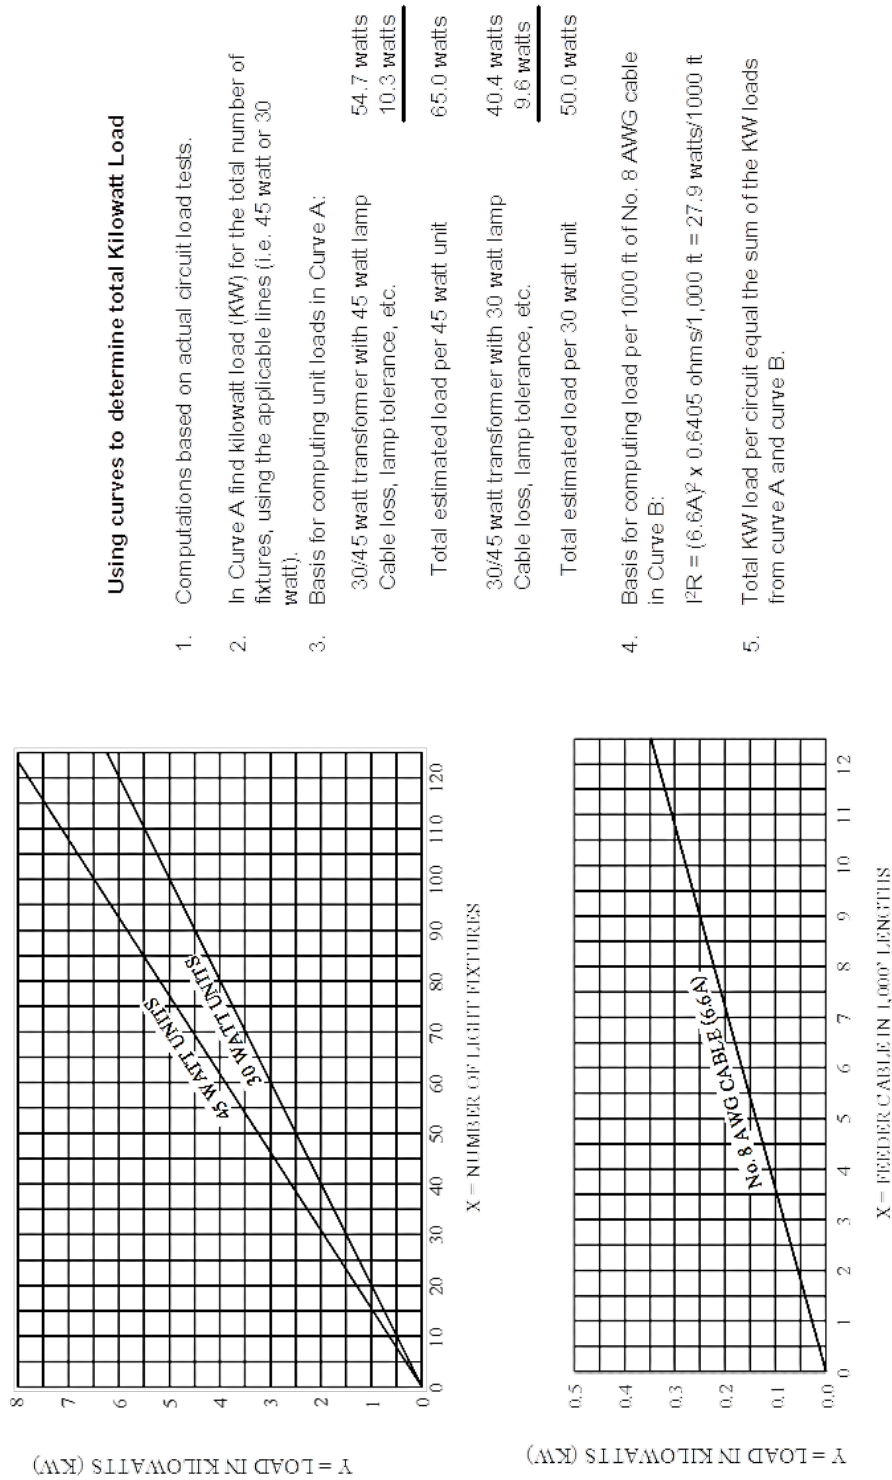 Using curves to determine total Kilowatt Load
1. Computations based on actual circuit load tests.
2. In Curve A find kilowatt load (KW) for the total number of
fixtures, using the applicable lines (i.e. 45 watt or 30
watt).
3. Basis for computing unit loads in Curve A:
30/45 watt transformer with 45 watt lamp 54.7 watts
Cable loss, lamp tolerance, etc. 10.3 watts
Total estimated load per 45 watt unit 65.0 watts
30/45 watt transformer with 30 watt lamp 40.4 watts
Cable loss, lamp tolerance, etc. 9.6 watts
Total estimated load per 30 watt unit 50.0 watts
4. Basis for computing load per 1000 ft of No. 8 AWG cable
in Curve B:
I²R = (6.6A)² x 0.6405 ohms/1,000 ft = 27.9 watts/1000 ft
5. Total KW load per circuit equal the sum of the KW loads
from curve A and curve B.
Y = LOAD IN KILOWATTS (KW)
8
7
6
5
4
3
2
1
0
45 WATT UNITS
30 WATT UNITS
0 10 20 30 40 50 60 70 80 90 100 110 120
X = NUMBER OF LIGHT FIXTURES
Y = LOAD IN KILOWATTS (KW)
0.5
0.4
0.3
0.2
0.1
0.0
No. 8 AWG CABLE (6.6A)
0 1 2 3 4 5 6 7 8 9 10 11 12
X = FEEDER CABLE IN 1,000' LENGTHS